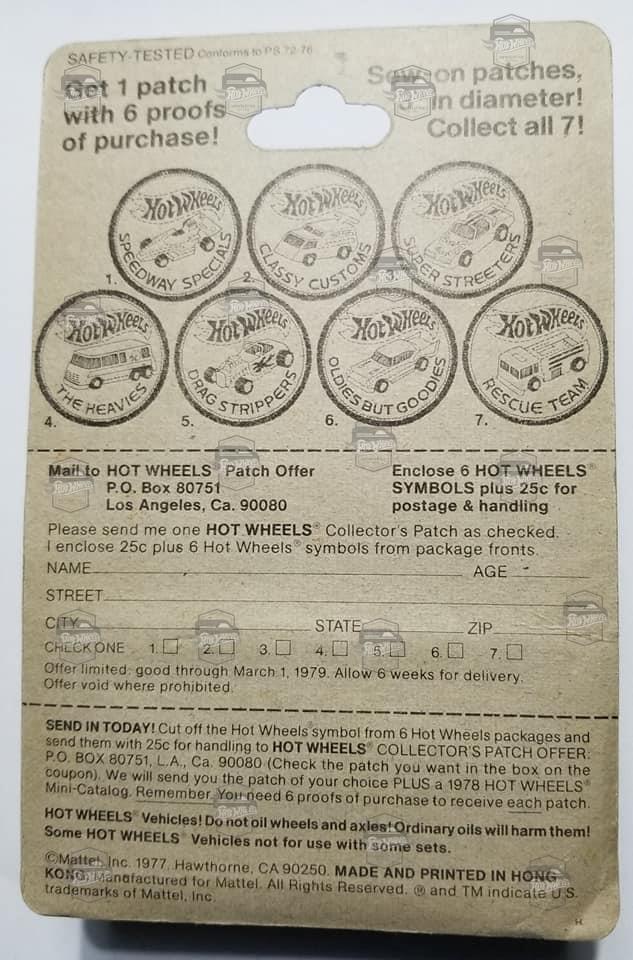 SAFETY-TESTED Conforms to PS 72-76
Get 1 patch
with 6 proofs
of purchase!
Sew-on patches,
in diameter!
Collect all 7!
HOT WHEELS
SPEEDWAY SPECIALS
1.
HOT WHEELS
CLASSY CUSTOMS
2.
HOT WHEELS
SUPER STREETERS
HOT WHEELS
THE HEAVIES
4.
HOT WHEELS
DRAG STRIPPERS
5.
HOT WHEELS
OLDIES BUT GOODIES
6.
HOT WHEELS
RESCUE TEAM
7.
Mail to HOT WHEELS® Patch Offer
P.O. Box 80751
Los Angeles, Ca. 90080
Enclose 6 HOT WHEELS®
SYMBOLS plus 25c for
postage & handling
Please send me one HOT WHEELS® Collector's Patch as checked.
I enclose 25c plus 6 Hot Wheels® symbols from package fronts.
NAME AGE
STREET
CITY STATE ZIP
CHECK ONE 1. 2. 3. 4. 5. 6. 7.
Offer limited: good through March 1, 1979. Allow 6 weeks for delivery.
Offer void where prohibited.
SEND IN TODAY! Cut off the Hot Wheels® symbol from 6 Hot Wheels packages and
send them with 25c for handling to HOT WHEELS® COLLECTOR'S PATCH OFFER:
P.O. BOX 80751, L.A., Ca. 90080 (Check the patch you want in the box on the
coupon). We will send you the patch of your choice PLUS a 1978 HOT WHEELS®
Mini-Catalog. Remember, You need 6 proofs of purchase to receive each patch.
HOT WHEELS® Vehicles! Do not oil wheels and axles! Ordinary oils will harm them!
Some HOT WHEELS® Vehicles not for use with some sets.
©Mattel, Inc. 1977. Hawthorne, CA 90250. MADE AND PRINTED IN HONG
KONG. Manufactured for Mattel. All Rights Reserved. ® and TM indicate U.S.
trademarks of Mattel, Inc.
H